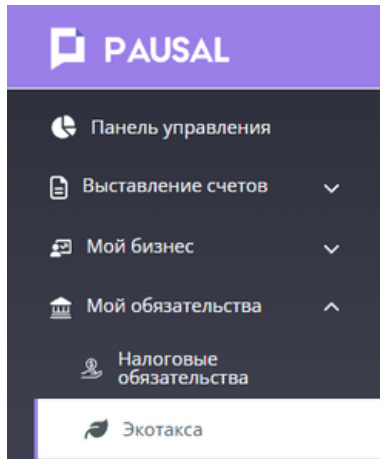 PAUSAL
Панель управления
Выставление счетов
Мой бизнес
Мой обязательства
Налоговые
обязательства
Экотакса